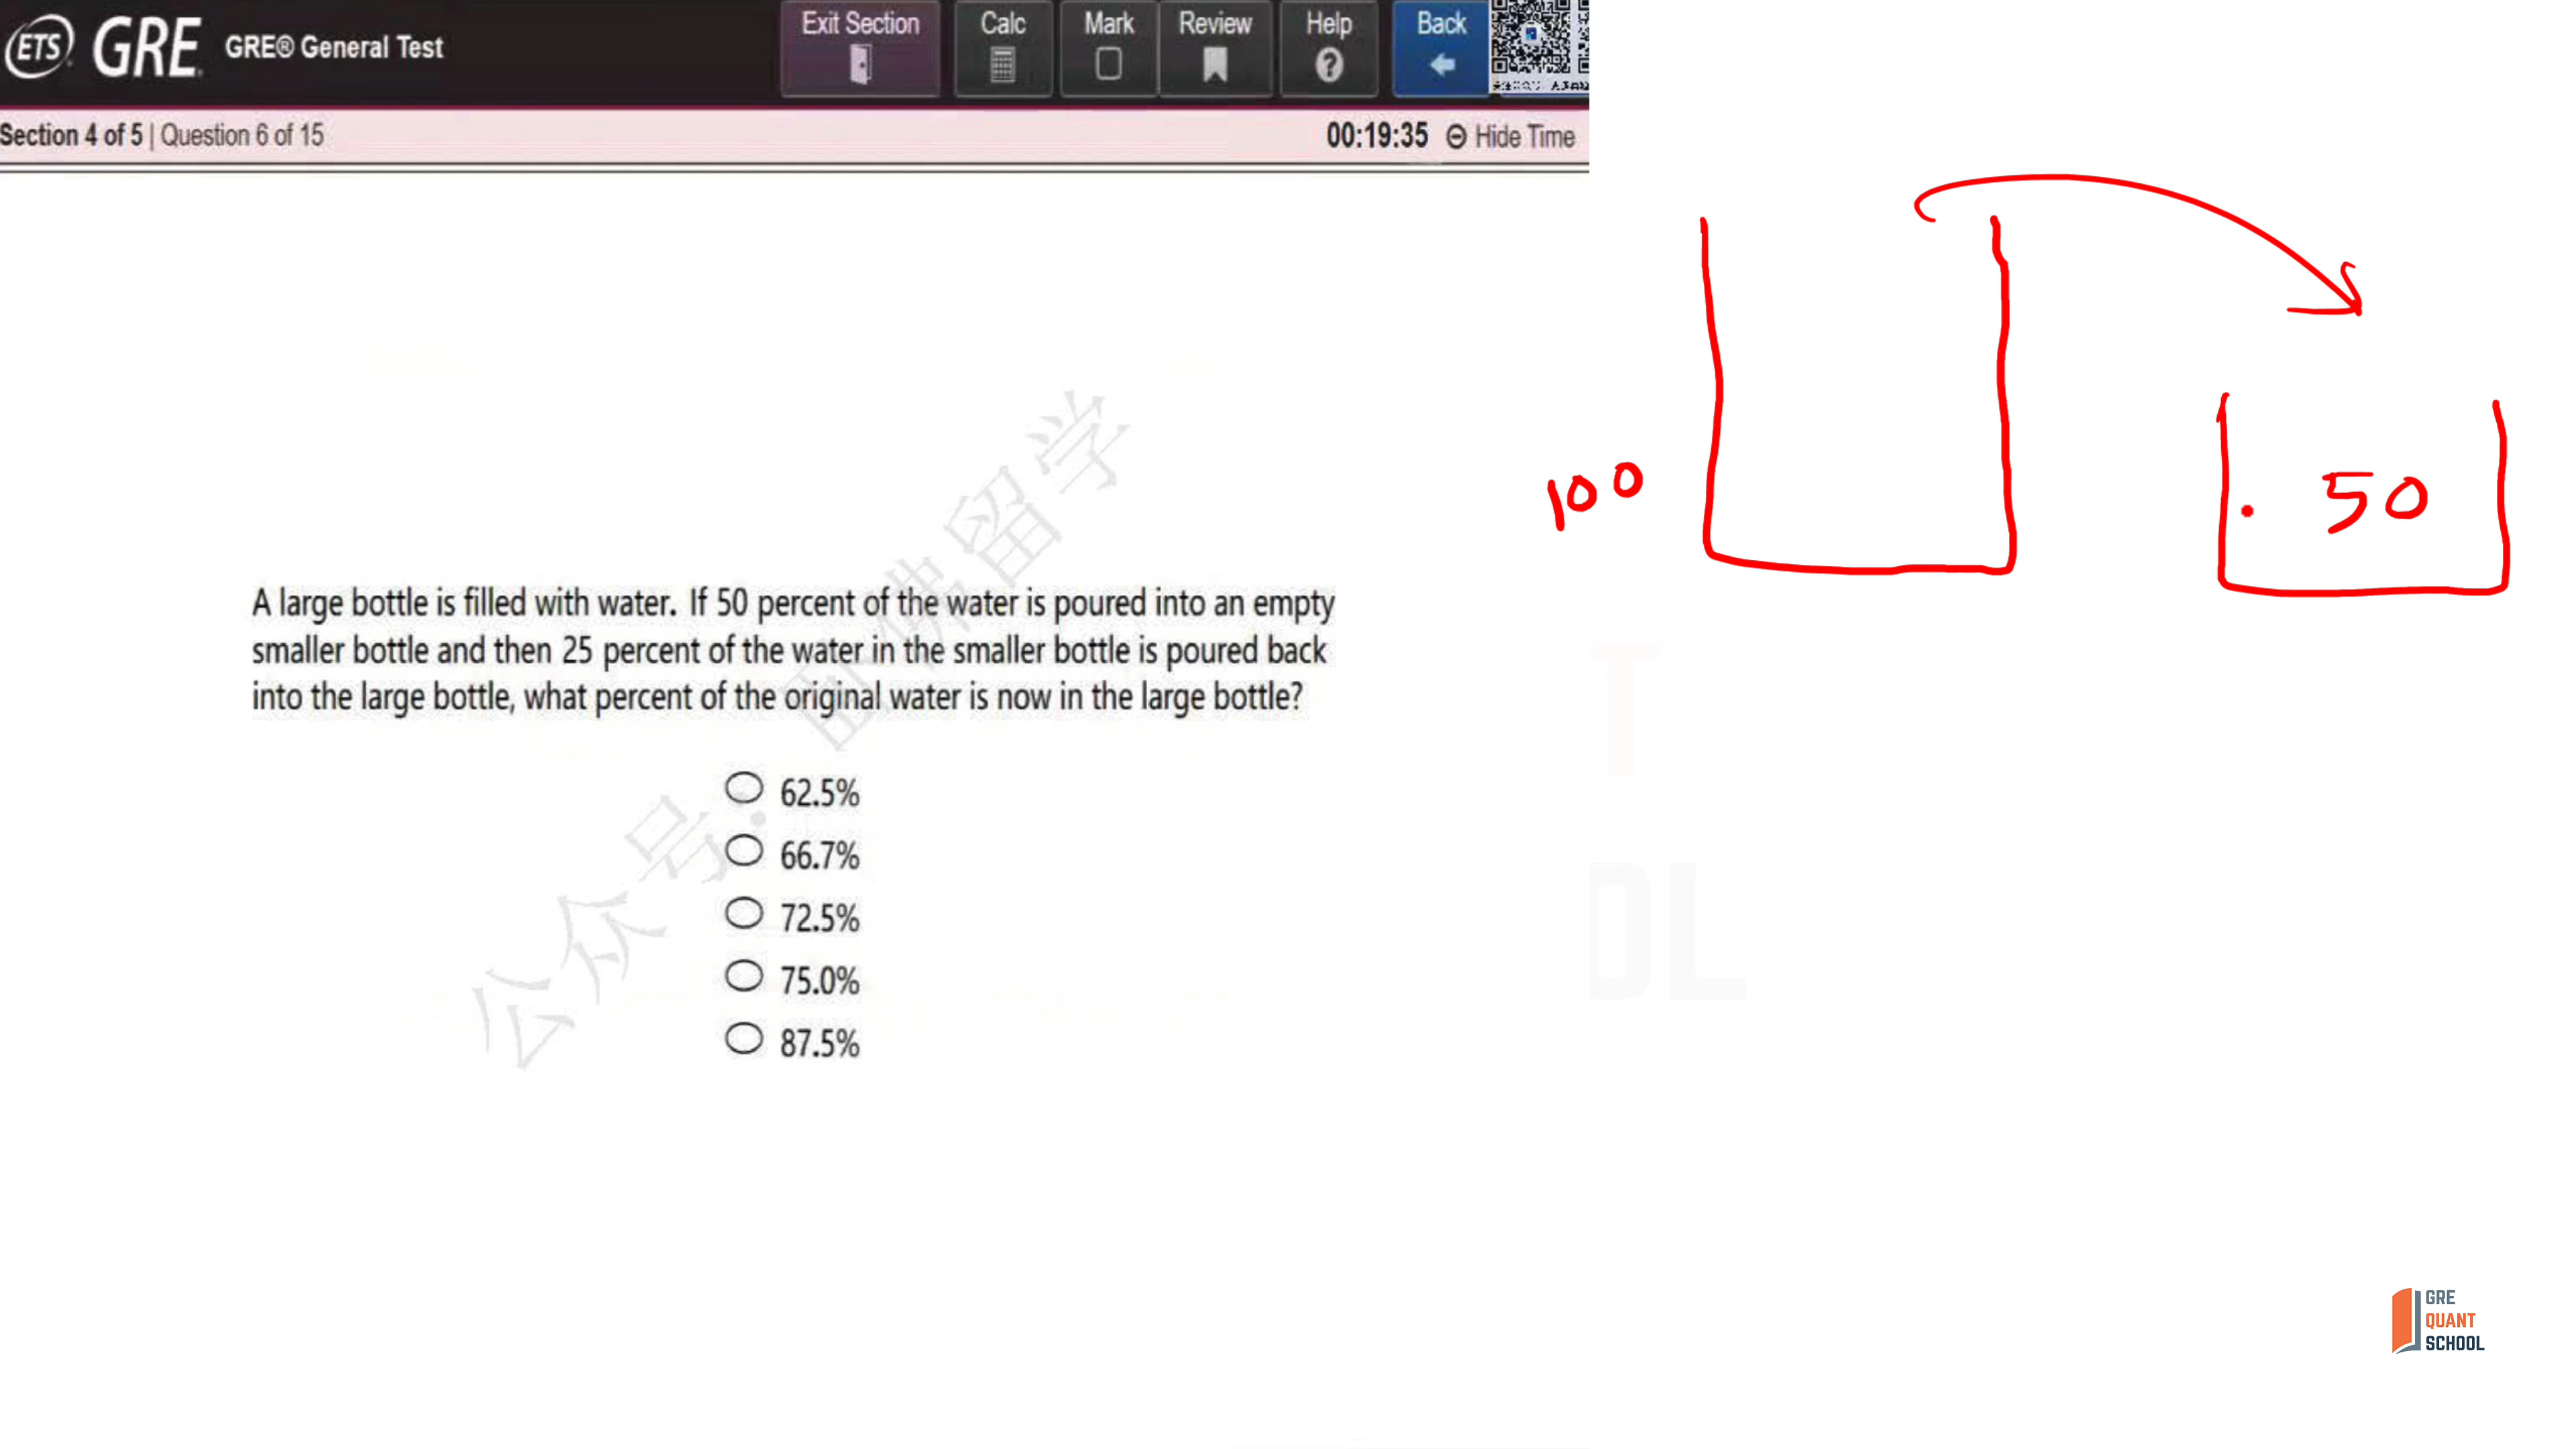 ETS GRE GRE® General Test
Exit Section
Calc
Mark
Review
Help
Back
Section 4 of 5 | Question 6 of 15
00:19:35 Hide Time
100
50
A large bottle is filled with water. If 50 percent of the water is poured into an empty
smaller bottle and then 25 percent of the water in the smaller bottle is poured back
into the large bottle, what percent of the original water is now in the large bottle?
62.5%
66.7%
72.5%
75.0%
87.5%
GRE
QUANT
SCHOOL